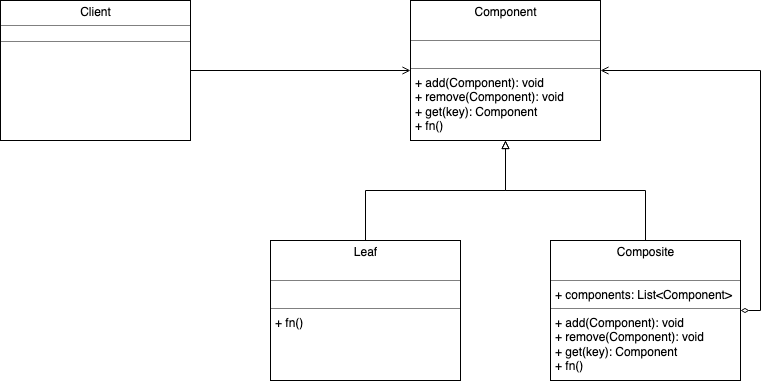 Client
Component
+ add(Component): void
+ remove(Component): void
+ get(key): Component
+ fn()
Leaf
+ fn()
Composite
+ components: List<Component>
+ add(Component): void
+ remove(Component): void
+ get(key): Component
+ fn()